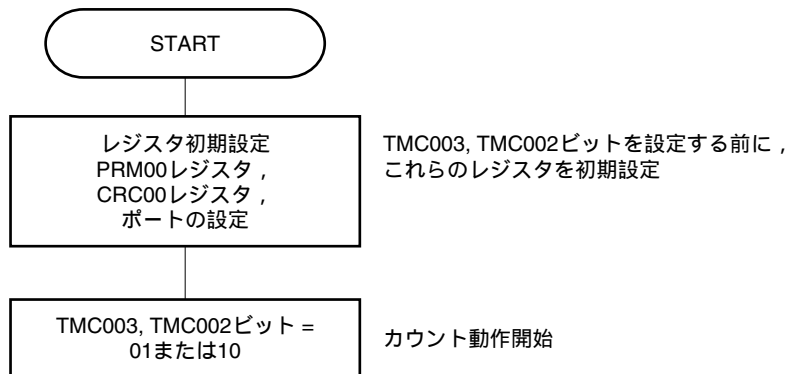 START
レジスタ初期設定
PRM00レジスタ，
CRC00レジスタ，
ポートの設定
TMC003, TMC002ビットを設定する前に，
これらのレジスタを初期設定
TMC003, TMC002ビット =
01または10
カウント動作開始